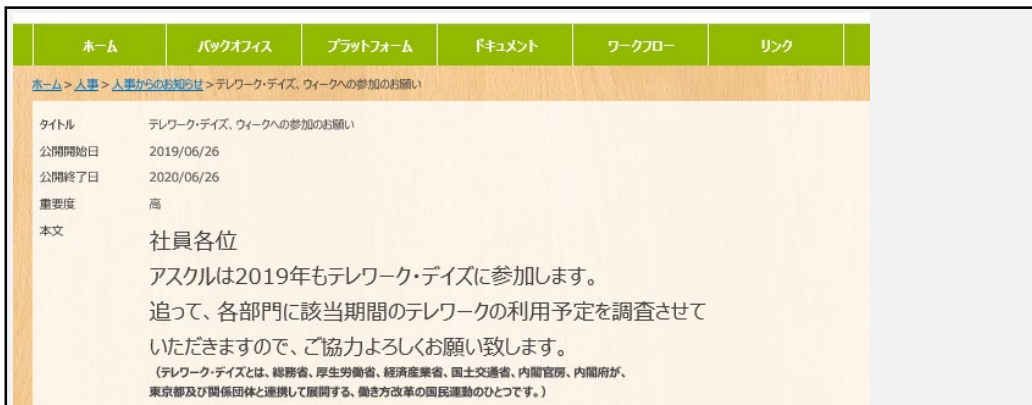 ホーム バックオフィス プラットフォーム ドキュメント ワークフロー リンク
ホーム > 人事 > 人事からのお知らせ > テレワーク・デイズ、ウィークへの参加のお願い
タイトル テレワーク・デイズ、ウィークへの参加のお願い
公開開始日 2019/06/26
公開終了日 2020/06/26
重要度 高
本文 社員各位
アスクルは2019年もテレワーク・デイズに参加します。
追って、各部門に該当期間のテレワークの利用予定を調査させて
いただきますので、ご協力よろしくお願い致します。
（テレワーク・デイズとは、総務省、厚生労働省、経済産業省、国土交通省、内閣官房、内閣府が、
東京都及び関係団体と連携して展開する、働き方改革の国民運動のひとつです。）